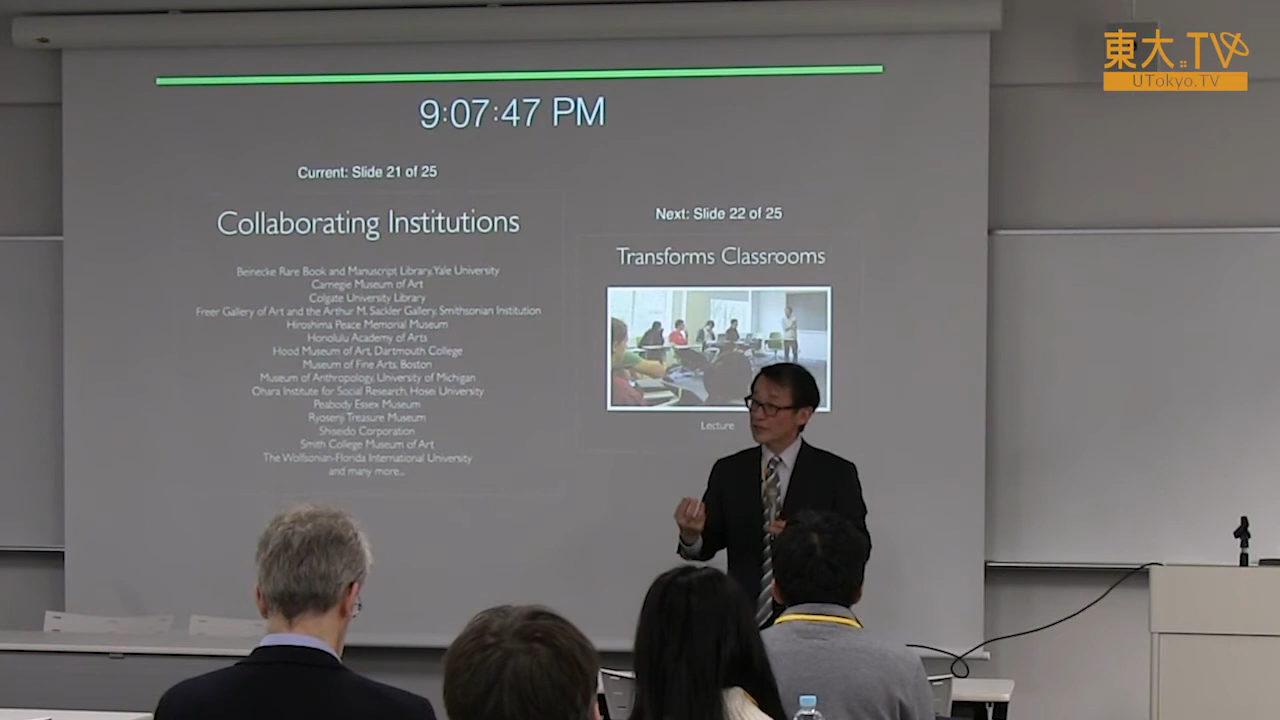 東大.TV
UTokyo.TV
9:07:47 PM
Current: Slide 21 of 25
Collaborating Institutions
Beinecke Rare Book and Manuscript Library, Yale University
Carnegie Museum of Art
Colgate University Library
Freer Gallery of Art and the Arthur M. Sackler Gallery, Smithsonian Institution
Hiroshima Peace Memorial Museum
Honolulu Academy of Arts
Hood Museum of Art, Dartmouth College
Museum of Fine Arts, Boston
Museum of Anthropology, University of Michigan
Ohara Institute for Social Research, Hosei University
Peabody Essex Museum
Ryosenji Treasure Museum
Shiseido Corporation
Smith College Museum of Art
The Wolfsonian-Florida International University
and many more...
Next: Slide 22 of 25
Transforms Classrooms
Lecture